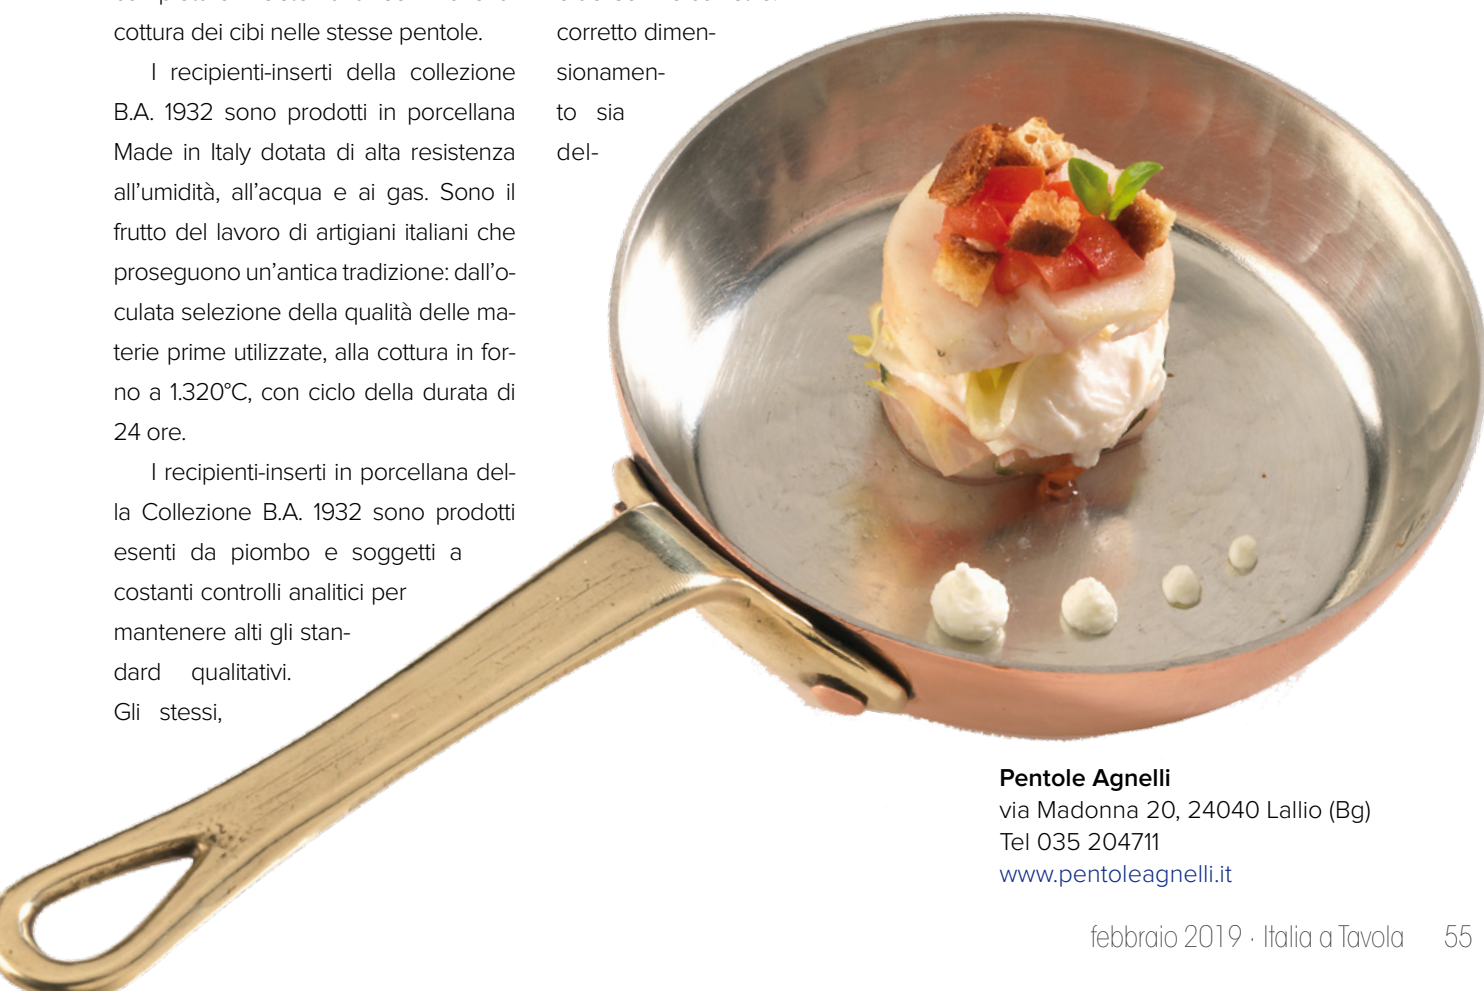 cottura dei cibi nelle stesse pentole.
I recipienti-inserti della collezione
B.A. 1932 sono prodotti in porcellana
Made in Italy dotata di alta resistenza
all'umidità, all'acqua e ai gas. Sono il
frutto del lavoro di artigiani italiani che
proseguono un'antica tradizione: dall'o-
culata selezione della qualità delle ma-
terie prime utilizzate, alla cottura in for-
no a 1.320°C, con ciclo della durata di
24 ore.
I recipienti-inserti in porcellana del-
la Collezione B.A. 1932 sono prodotti
esenti da piombo e soggetti a
costanti controlli analitici per
mantenere alti gli stan-
dard qualitativi.
Gli stessi,
corretto dimen-
sionamen-
to sia
del-
Pentole Agnelli
via Madonna 20, 24040 Lallio (Bg)
Tel 035 204711
www.pentoleagnelli.it
febbraio 2019 · Italia a Tavola 55